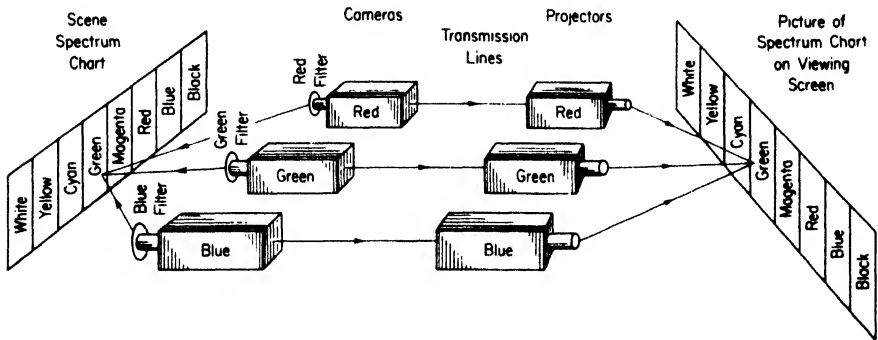 Scene
Spectrum
Chart
Cameras
Transmission
Lines
Projectors
Picture of
Spectrum Chart
on Viewing
Screen
White
Yellow
Cyan
Green
Magenta
Red
Blue
Black
Red
Filter
Green
Filter
Blue
Filter
Red
Green
Blue
Red
Green
Blue
White
Yellow
Cyan
Green
Magenta
Red
Blue
Black